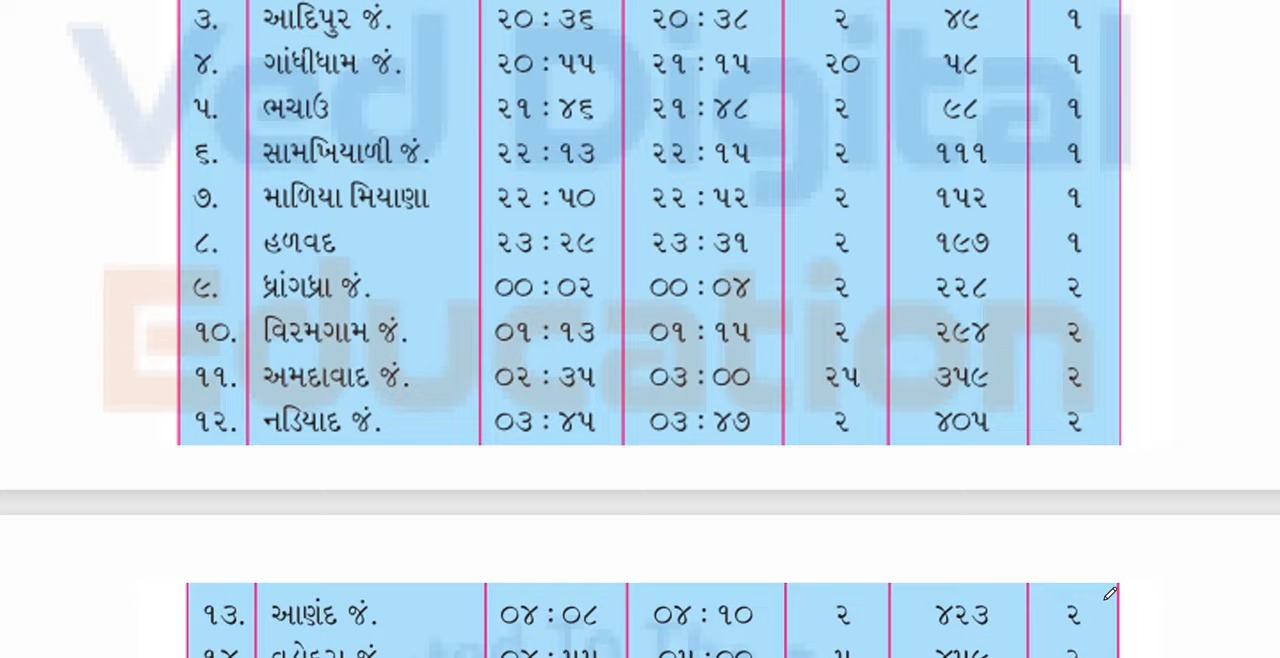 ૩. આદિપુર જં. ૨૦ : ૩૬ ૨૦ : ૩૮ ૨ ૪૯ ૧
૪. ગાંધીધામ જં. ૨૦ : ૫૫ ૨૧ : ૧૫ ૨૦ ૫૮ ૧
૫. ભચાઉ ૨૧ : ૪૬ ૨૧ : ૪૮ ૨ ૯૮ ૧
૬. સામખિયાળી જં. ૨૨ : ૧૩ ૨૨ : ૧૫ ૨ ૧૧૧ ૧
૭. માળિયા મિયાણા ૨૨ : ૫૦ ૨૨ : ૫૨ ૨ ૧૫૨ ૧
૮. હળવદ ૨૩ : ૨૯ ૨૩ : ૩૧ ૨ ૧૯૭ ૧
૯. ધ્રાંગધ્રા જં. ૦૦ : ૦૨ ૦૦ : ૦૪ ૨ ૨૨૮ ૨
૧૦. વિરમગામ જં. ૦૧ : ૧૩ ૦૧ : ૧૫ ૨ ૨૯૪ ૨
૧૧. અમદાવાદ જં. ૦૨ : ૩૫ ૦૩ : ૦૦ ૨૫ ૩૫૯ ૨
૧૨. નડિયાદ જં. ૦૩ : ૪૫ ૦૩ : ૪૭ ૨ ૪૦૫ ૨
૧૩. આણંદ જં. ૦૪ : ૦૮ ૦૪ : ૧૦ ૨ ૪૨૩ ૨
Ved Digital
Education